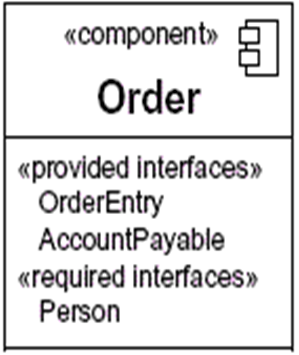 «component»
Order
«provided interfaces»
OrderEntry
AccountPayable
«required interfaces»
Person